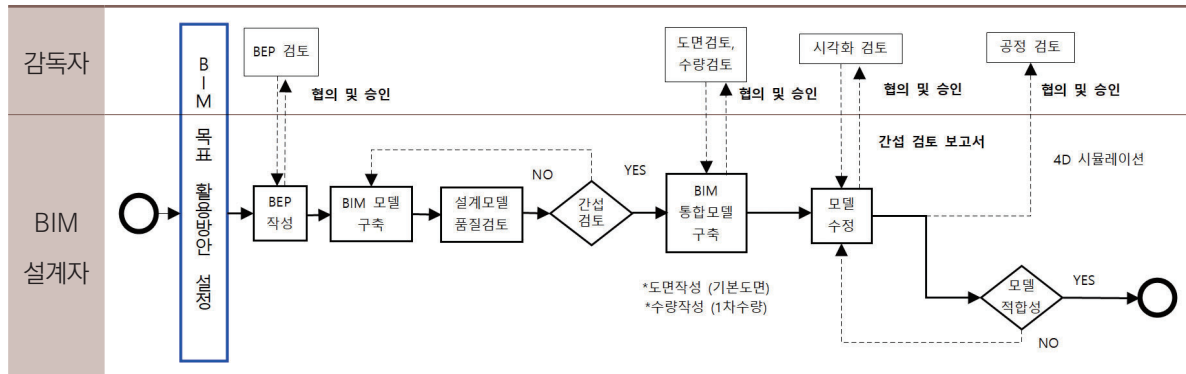 감독자
BIM
설계자
BIM 목표 활용방안 설정
BEP 검토
협의 및 승인
도면검토,
수량검토
협의 및 승인
시각화 검토
협의 및 승인
공정 검토
협의 및 승인
간섭 검토 보고서
4D 시뮬레이션
BEP
작성
BIM 모델
구축
설계모델
품질검토
NO
간섭
검토
YES
BIM
통합모델
구축
*도면작성 (기본도면)
*수량작성 (1차수량)
모델
수정
모델
적합성
YES
NO